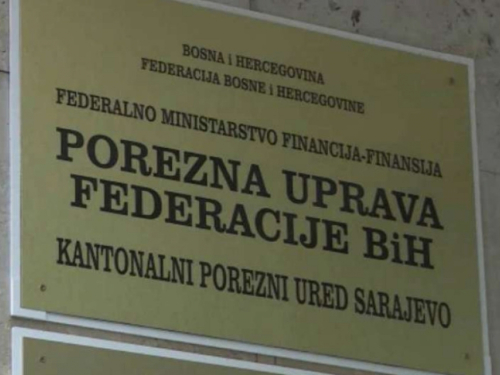 BOSNA i HERCEGOVINA
FEDERACIJA BOSNE i HERCEGOVINE
FEDERALNO MINISTARSTVO FINANCIJA-FINANSIJA
POREZNA UPRAVA
FEDERACIJE BiH
KANTONALNI POREZNI URED SARAJEVO